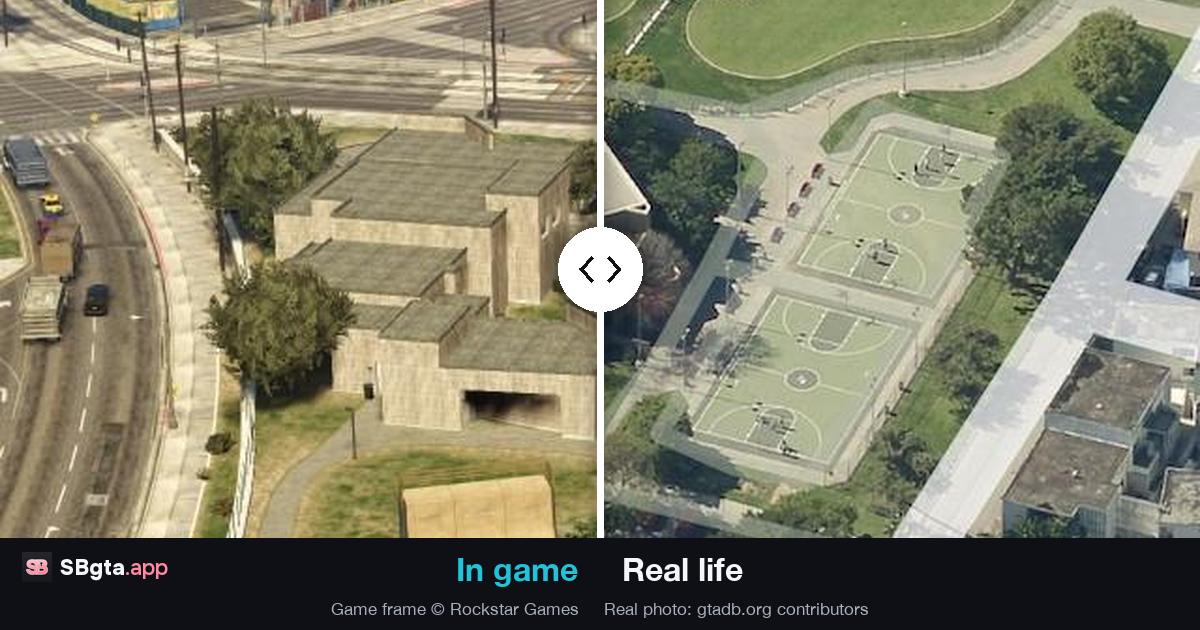 SB SBgta.app
In game Real life
Game frame © Rockstar Games Real photo: gtadb.org contributors